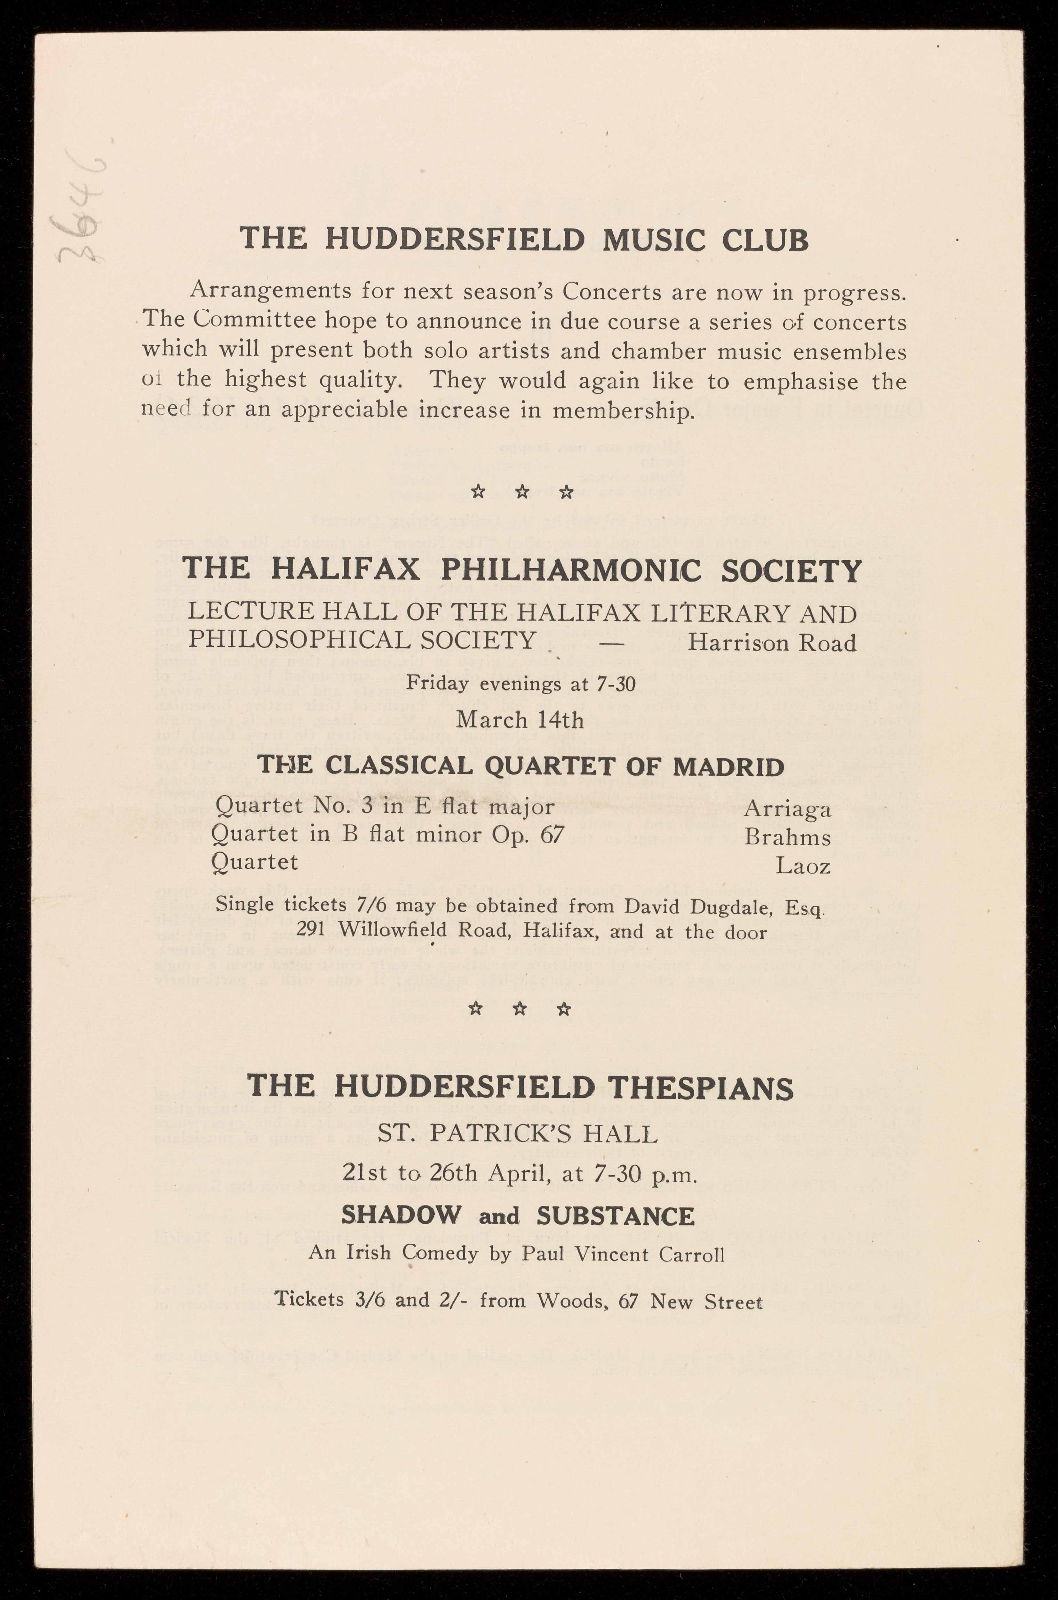 THE HUDDERSFIELD MUSIC CLUB
Arrangements for next season's Concerts are now in progress.
The Committee hope to announce in due course a series of concerts
which will present both solo artists and chamber music ensembles
of the highest quality. They would again like to emphasise the
need for an appreciable increase in membership.
☆ ☆ ☆
THE HALIFAX PHILHARMONIC SOCIETY
LECTURE HALL OF THE HALIFAX LITERARY AND
PHILOSOPHICAL SOCIETY — Harrison Road
Friday evenings at 7-30
March 14th
THE CLASSICAL QUARTET OF MADRID
Quartet No. 3 in E flat major Arriaga
Quartet in B flat minor Op. 67 Brahms
Quartet Laoz
Single tickets 7/6 may be obtained from David Dugdale, Esq.
291 Willowfield Road, Halifax, and at the door
☆ ☆ ☆
THE HUDDERSFIELD THESPIANS
ST. PATRICK'S HALL
21st to 26th April, at 7-30 p.m.
SHADOW and SUBSTANCE
An Irish Comedy by Paul Vincent Carroll
Tickets 3/6 and 2/- from Woods, 67 New Street